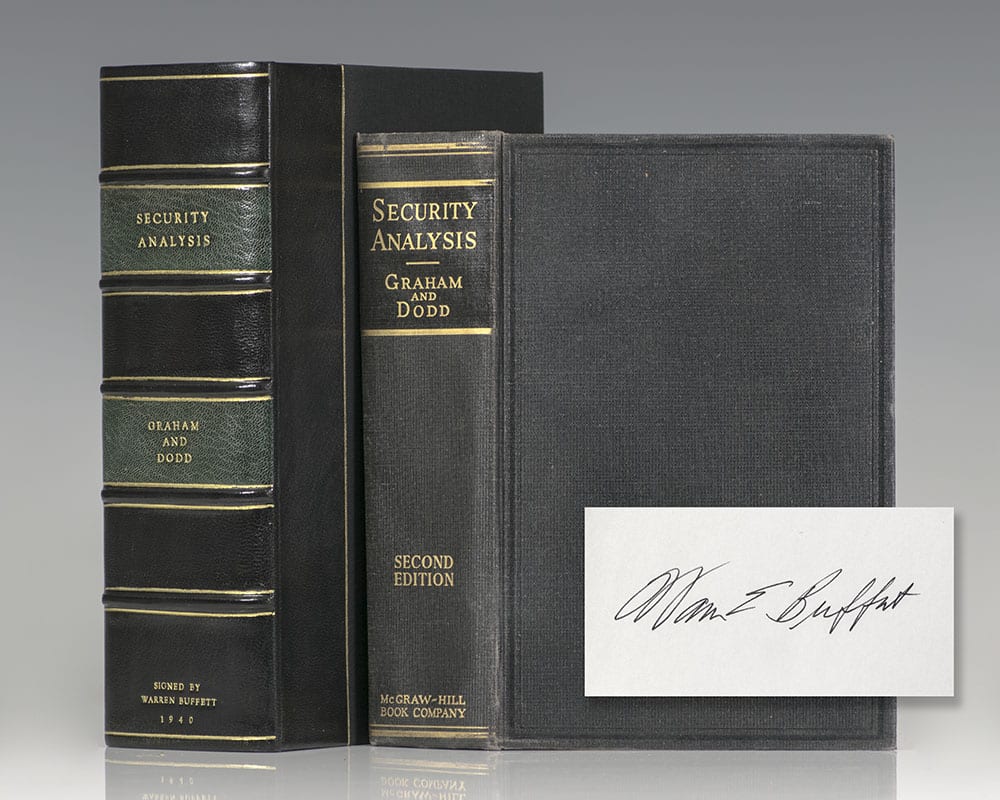 SECURITY
ANALYSIS
GRAHAM
AND
DODD
SIGNED BY
WARREN BUFFETT
1940
SECURITY
ANALYSIS
GRAHAM
AND
DODD
SECOND
EDITION
McGRAW-HILL
BOOK COMPANY
Warren E Buffett